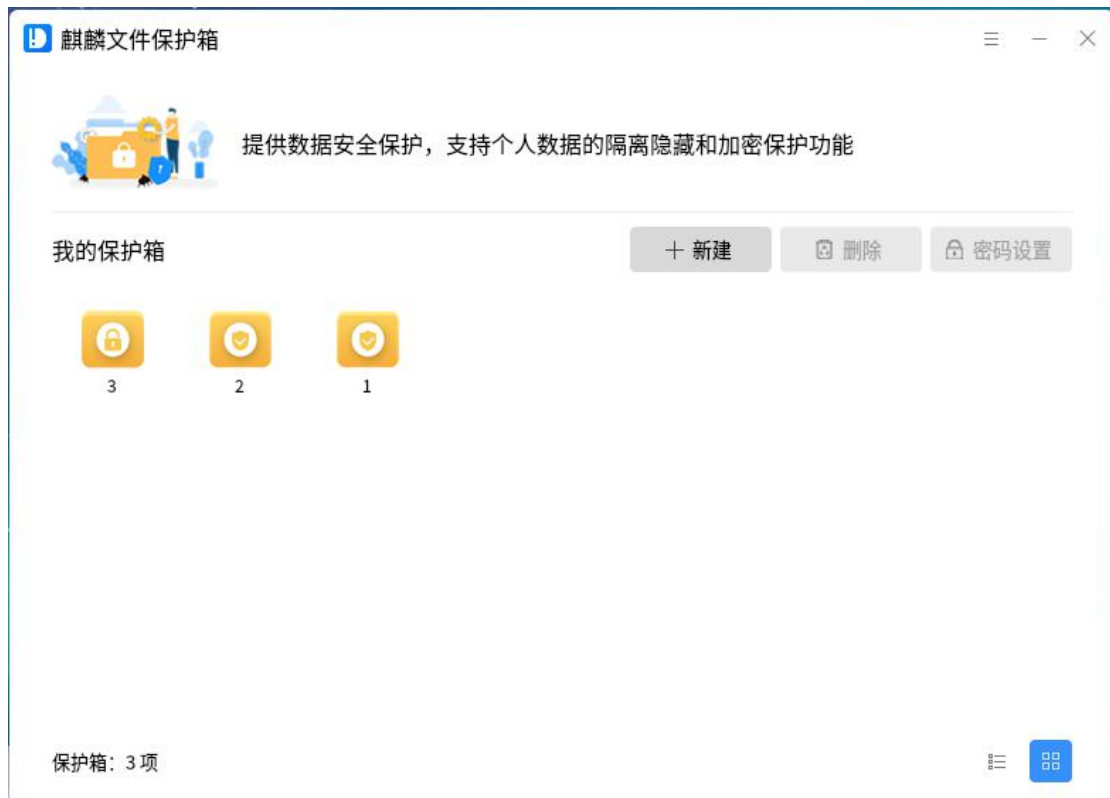 麒麟文件保护箱
提供数据安全保护，支持个人数据的隔离隐藏和加密保护功能
我的保护箱 新建 删除 密码设置
3 2 1
保护箱：3 项